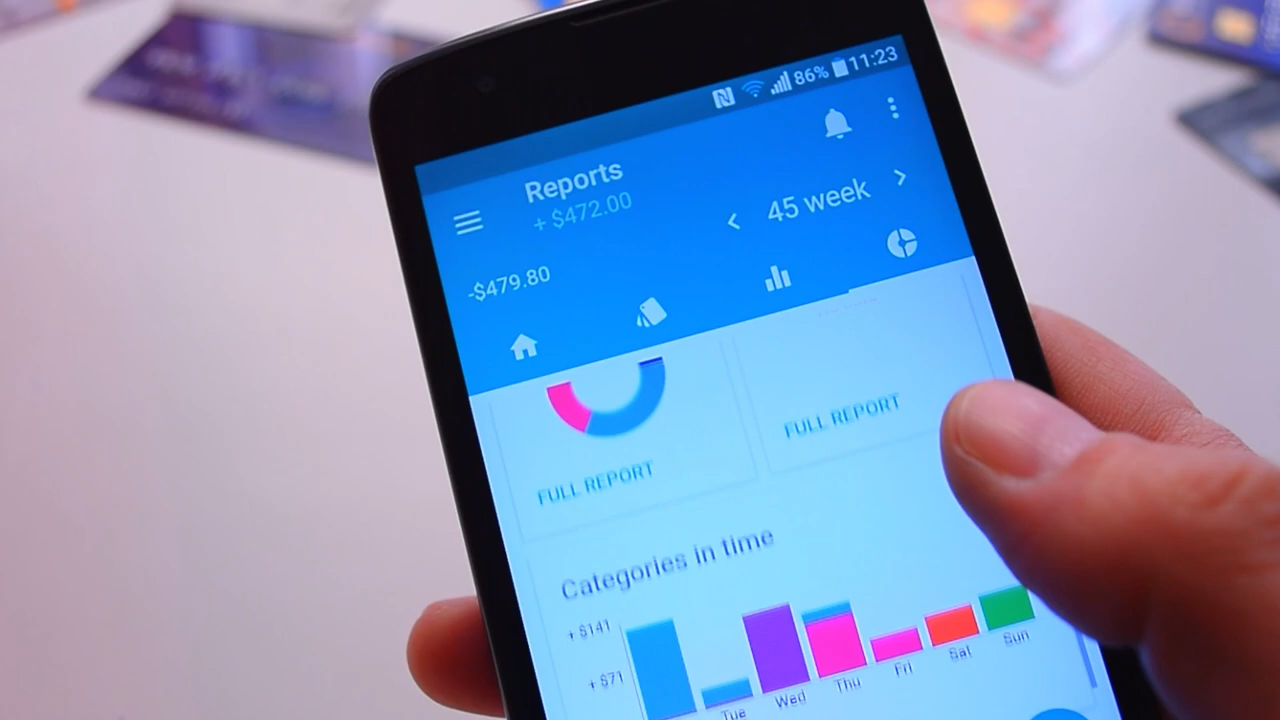 86% 11:23
Reports
+ $472.00
45 week
-$479.80
FULL REPORT
FULL REPORT
Categories in time
+ $141
+ $71
Tue
Wed
Thu
Fri
Sat
Sun